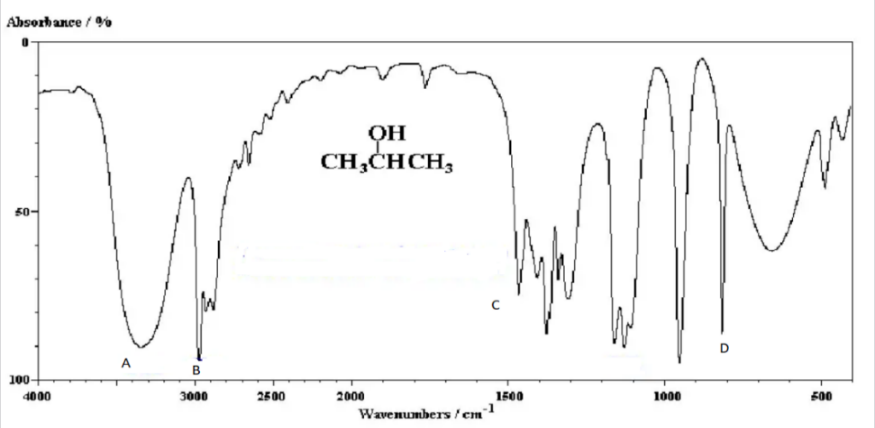 Absorbance / %
0
OH
CH3CHCH3
50
C
D
A
B
100
4000
3000
2500
2000
1500
1000
500
Wavenumbers / cm-1